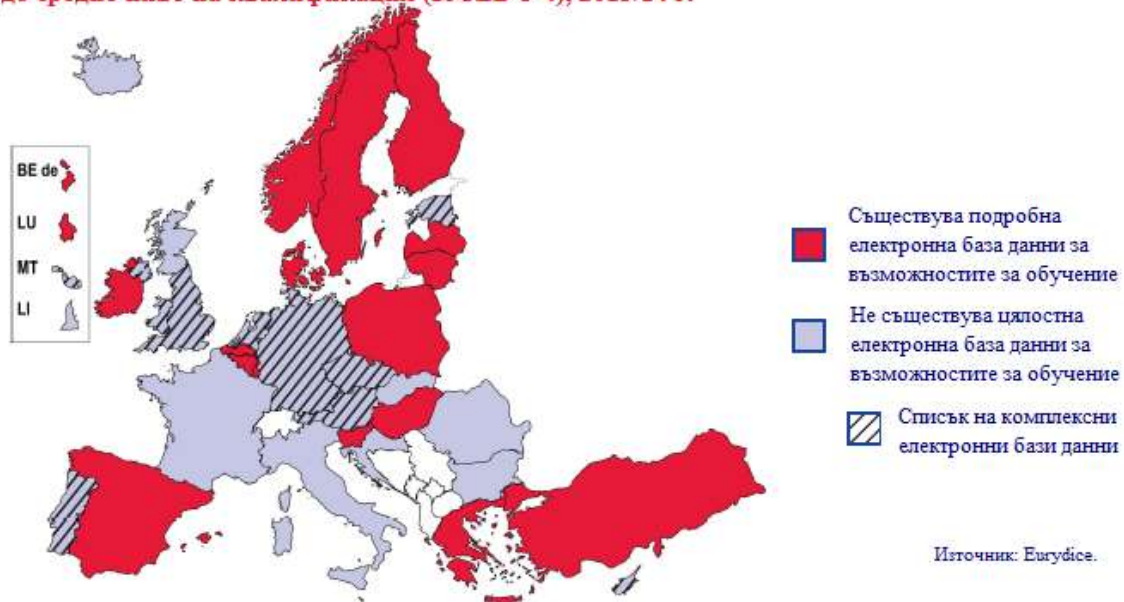 BE de
LU
MT
LI
Съществува подробна
електронна база данни за
възможностите за обучение
Не съществува цялостна
електронна база данни за
възможностите за обучение
Списък на комплексни
електронни бази данни
Източник: Eurydice.